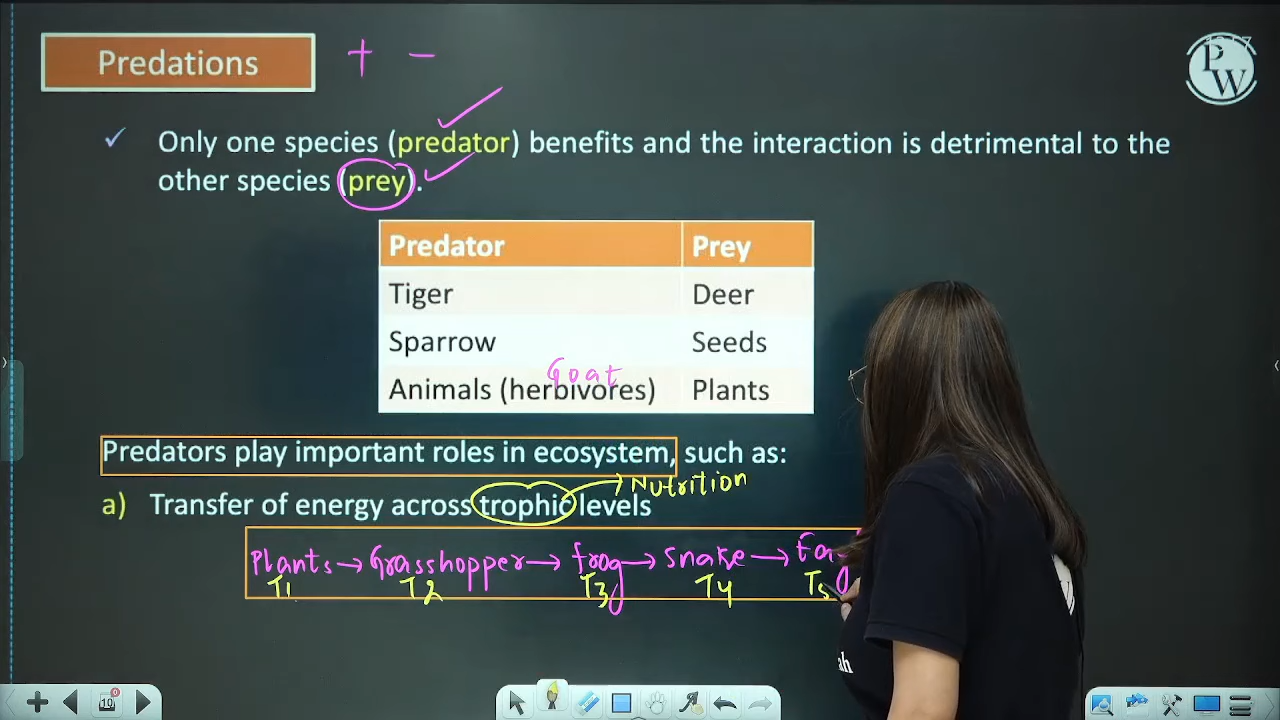 Predations + −
PW
✓ Only one species (predator) benefits and the interaction is detrimental to the
other species (prey).
Predator Prey
Tiger Deer
Sparrow Seeds
Goat
Animals (herbivores) Plants
Predators play important roles in ecosystem, such as:
Nutrition
a) Transfer of energy across trophic levels
Plants → Grasshopper → frog → snake →
T1 T2 T3 T4 T5
10